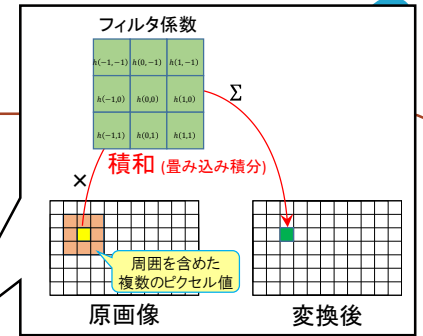 フィルタ係数
h(−1,−1) h(0,−1) h(1,−1)
h(−1,0) h(0,0) h(1,0)
h(−1,1) h(0,1) h(1,1)
Σ
積和 (畳み込み積分)
×
周囲を含めた
複数のピクセル値
原画像 変換後